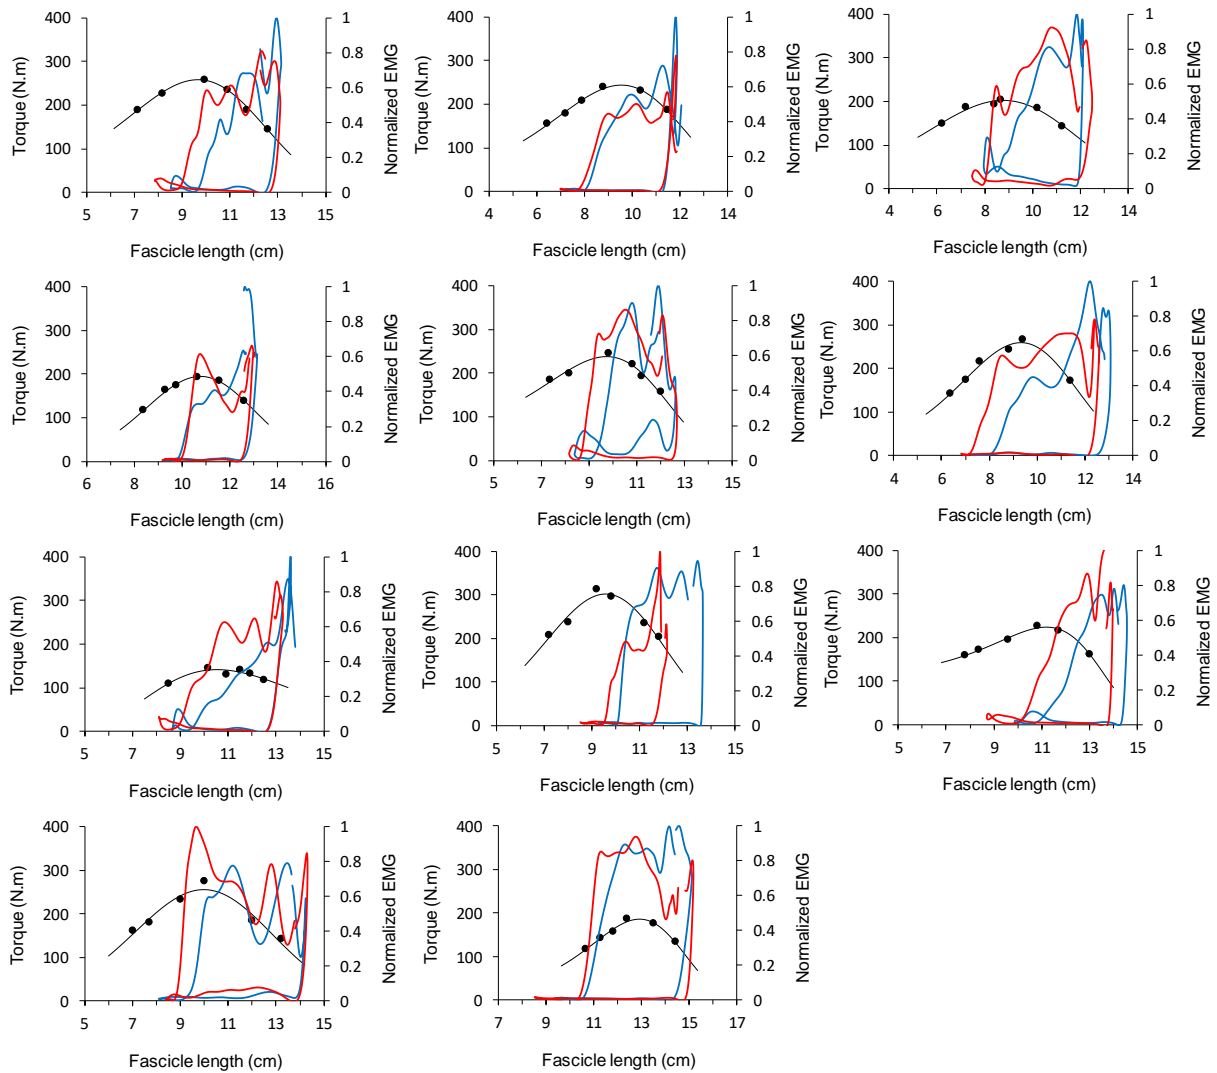 400 1 400 1 400 1
300 0.8 300 0.8 300 0.8
200 0.6 200 0.6 200 0.6
0.4 0.4 0.4
100 0.2 100 0.2 100 0.2
0 0 0 0 0 0
Torque (N.m) Normalized EMG Torque (N.m) Normalized EMG Torque (N.m) Normalized EMG
5 7 9 11 13 15 4 6 8 10 12 14 4 6 8 10 12 14
Fascicle length (cm) Fascicle length (cm) Fascicle length (cm)
400 1 400 1 400 1
300 0.8 300 0.8 300 0.8
200 0.6 200 0.6 200 0.6
0.4 0.4 0.4
100 0.2 100 0.2 100 0.2
0 0 0 0 0 0
Torque (N.m) Normalized EMG Torque (N.m) Normalized EMG Torque (N.m) Normalized EMG
6 8 10 12 14 16 5 7 9 11 13 15 4 6 8 10 12 14
Fascicle length (cm) Fascicle length (cm) Fascicle length (cm)
400 1 400 1 400 1
300 0.8 300 0.8 300 0.8
200 0.6 200 0.6 200 0.6
0.4 0.4 0.4
100 0.2 100 0.2 100 0.2
0 0 0 0 0 0
Torque (N.m) Normalized EMG Torque (N.m) Normalized EMG Torque (N.m) Normalized EMG
5 7 9 11 13 15 5 7 9 11 13 15 5 7 9 11 13 15
Fascicle length (cm) Fascicle length (cm) Fascicle length (cm)
400 1 400 1
300 0.8 300 0.8
200 0.6 200 0.6
0.4 0.4
100 0.2 100 0.2
0 0 0 0
Torque (N.m) Normalized EMG Torque (N.m) Normalized EMG
5 7 9 11 13 15 7 9 11 13 15 17
Fascicle length (cm) Fascicle length (cm)